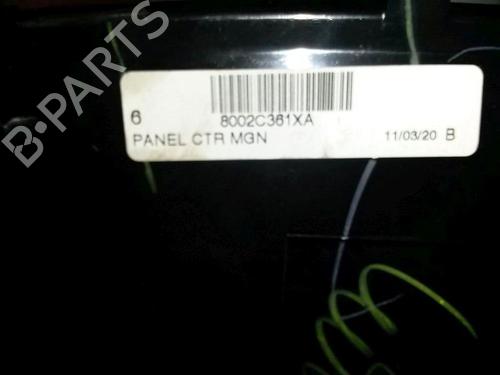 B-PARTS
6
8002C361XA
PANEL CTR MGN 11/03/20 B